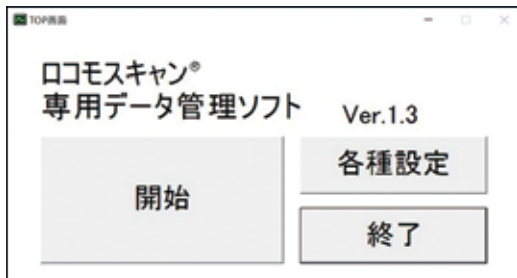 TOP画面
ロコモスキャン®
専用データ管理ソフト Ver.1.3
開始
各種設定
終了